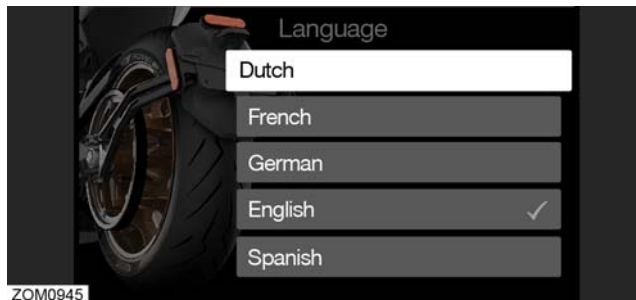 Language
Dutch
French
German
English
Spanish
ZOM0945